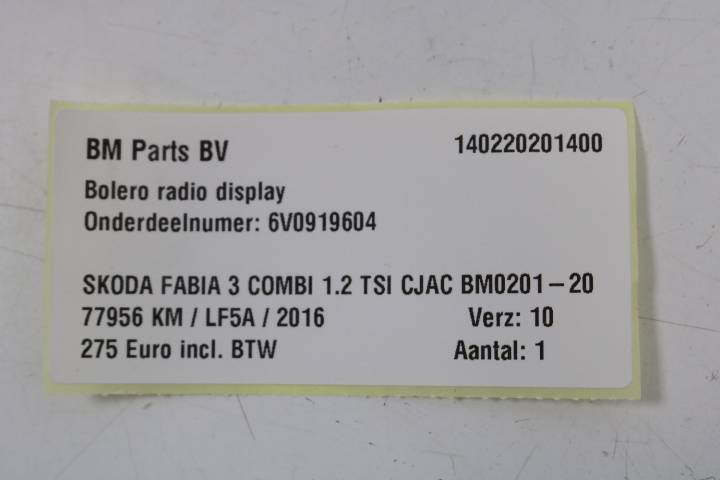 BM Parts BV 140220201400
Bolero radio display
Onderdeelnumer: 6V0919604
SKODA FABIA 3 COMBI 1.2 TSI CJAC BM0201-20
77956 KM / LF5A / 2016 Verz: 10
275 Euro incl. BTW Aantal: 1